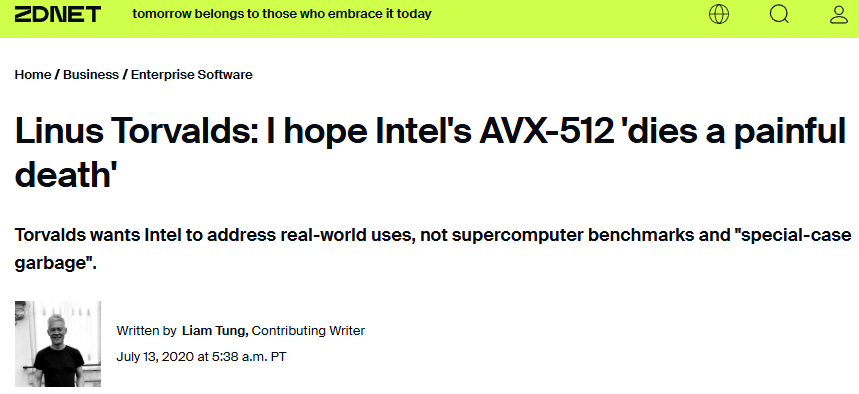 ZDNET
tomorrow belongs to those who embrace it today
Home / Business / Enterprise Software
Linus Torvalds: I hope Intel's AVX-512 'dies a painful
death'
Torvalds wants Intel to address real-world uses, not supercomputer benchmarks and "special-case
garbage".
Written by Liam Tung, Contributing Writer
July 13, 2020 at 5:38 a.m. PT